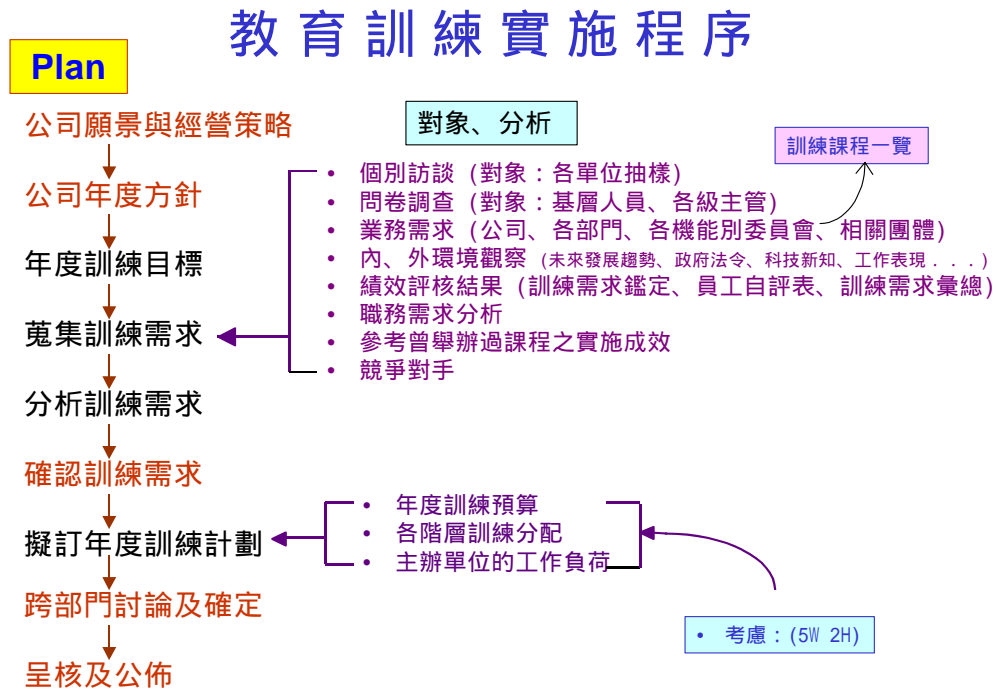 教育訓練實施程序
Plan
公司願景與經營策略
公司年度方針
年度訓練目標
蒐集訓練需求
分析訓練需求
確認訓練需求
擬訂年度訓練計劃
跨部門討論及確定
呈核及公佈
對象、分析
訓練課程一覽
• 個別訪談 (對象：各單位抽樣)
• 問卷調查 (對象：基層人員、各級主管)
• 業務需求 (公司、各部門、各機能別委員會、相關團體)
• 內、外環境觀察 (未來發展趨勢、政府法令、科技新知、工作表現．．．)
• 績效評核結果 (訓練需求鑑定、員工自評表、訓練需求彙總)
• 職務需求分析
• 參考曾舉辦過課程之實施成效
• 競爭對手
• 年度訓練預算
• 各階層訓練分配
• 主辦單位的工作負荷
• 考慮：(5W 2H)